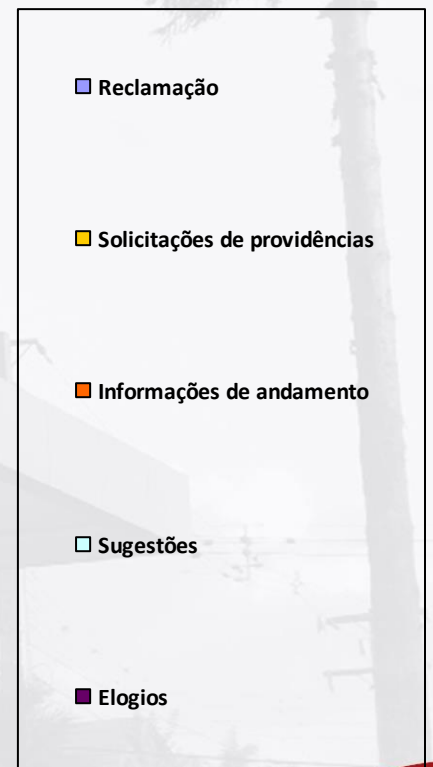 Reclamação
Solicitações de providências
Informações de andamento
Sugestões
Elogios